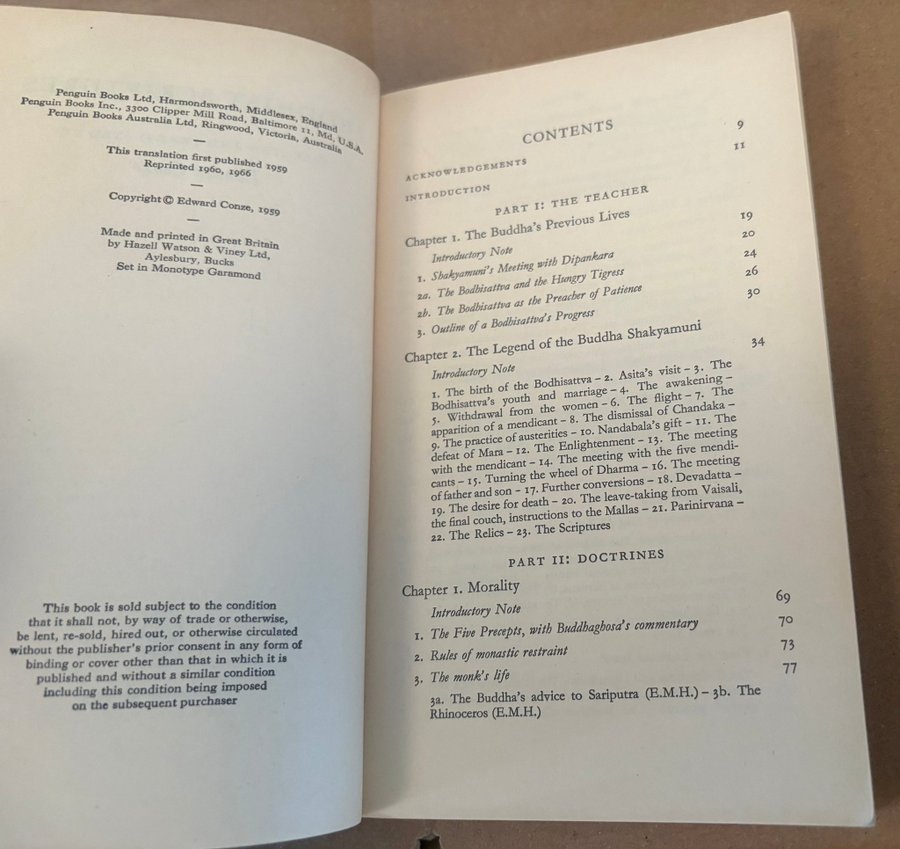 Penguin Books Ltd, Harmondsworth, Middlesex, England
Penguin Books Inc., 3300 Clipper Mill Road, Baltimore 11, Md, U.S.A.
Penguin Books Australia Ltd, Ringwood, Victoria, Australia
—
This translation first published 1959
Reprinted 1960, 1966
—
Copyright © Edward Conze, 1959
—
Made and printed in Great Britain
by Hazell Watson & Viney Ltd,
Aylesbury, Bucks
Set in Monotype Garamond
This book is sold subject to the condition
that it shall not, by way of trade or otherwise,
be lent, re-sold, hired out, or otherwise circulated
without the publisher's prior consent in any form of
binding or cover other than that in which it is
published and without a similar condition
including this condition being imposed
on the subsequent purchaser
CONTENTS
ACKNOWLEDGEMENTS 9
INTRODUCTION 11
PART I: THE TEACHER
Chapter 1. The Buddha's Previous Lives
Introductory Note 19
1. Shakyamuni's Meeting with Dipankara 20
2a. The Bodhisattva and the Hungry Tigress 24
2b. The Bodhisattva as the Preacher of Patience 26
3. Outline of a Bodhisattva's Progress 30
Chapter 2. The Legend of the Buddha Shakyamuni
Introductory Note 34
1. The birth of the Bodhisattva – 2. Asita's visit – 3. The
Bodhisattva's youth and marriage – 4. The awakening –
5. Withdrawal from the women – 6. The flight – 7. The
apparition of a mendicant – 8. The dismissal of Chandaka –
9. The practice of austerities – 10. Nandabala's gift – 11. The
defeat of Mara – 12. The Enlightenment – 13. The meeting
with the mendicant – 14. The meeting with the five mendi-
cants – 15. Turning the wheel of Dharma – 16. The meeting
of father and son – 17. Further conversions – 18. Devadatta –
19. The desire for death – 20. The leave-taking from Vaisali,
the final couch, instructions to the Mallas – 21. Parinirvana –
22. The Relics – 23. The Scriptures
PART II: DOCTRINES
Chapter 1. Morality
Introductory Note 69
1. The Five Precepts, with Buddhaghosa's commentary 70
2. Rules of monastic restraint 73
3. The monk's life 77
3a. The Buddha's advice to Sariputra (E.M.H.) – 3b. The
Rhinoceros (E.M.H.)